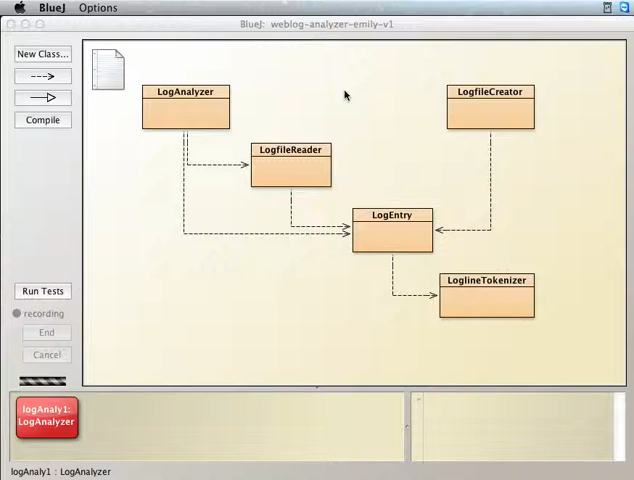 BlueJ Options
BlueJ: weblog-analyzer-emily-v1
New Class...
Compile
LogAnalyzer
LogfileCreator
LogfileReader
LogEntry
LoglineTokenizer
Run Tests
recording
End
Cancel
logAnaly1:
LogAnalyzer
logAnaly1 : LogAnalyzer